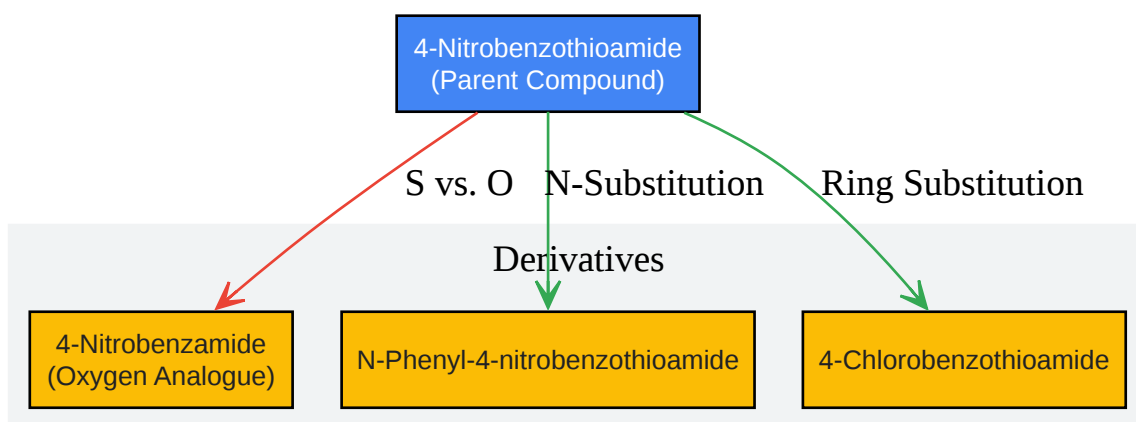 4-Nitrobenzothioamide
(Parent Compound)
S vs. O
N-Substitution
Ring Substitution
Derivatives
4-Nitrobenzamide
(Oxygen Analogue)
N-Phenyl-4-nitrobenzothioamide
4-Chlorobenzothioamide